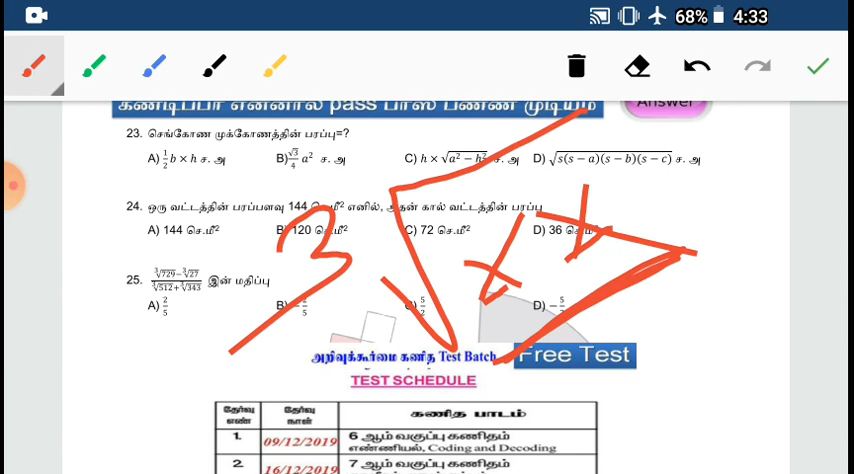 68% 4:33
கண்டிப்பா என்னால் pass பாஸ் பண்ண முடியும்
Answer
23. செங்கோண முக்கோணத்தின் பரப்பு=?
A) 1/2 b × h ச. அ B) √3/4 a² ச. அ C) h × √a² − h² ச. அ D) √s(s − a)(s − b)(s − c) ச. அ
24. ஒரு வட்டத்தின் பரப்பளவு 144 செ.மீ² எனில், அதன் கால் வட்டத்தின் பரப்பு
A) 144 செ.மீ² B) 120 செ.மீ² C) 72 செ.மீ² D) 36 செ.மீ²
25. ∛729−∛27 / ∛512+∛343 இன் மதிப்பு
A) 2/5 B) C) 5/2 D)
அறிவுக்கூர்மை கணித Test Batch Free Test
TEST SCHEDULE
தேர்வு எண் தேர்வு நாள் கணித பாடம்
1. 09/12/2019 6 ஆம் வகுப்பு கணிதம்
எண்ணியல், Coding and Decoding
2. 16/12/2019 7 ஆம் வகுப்பு கணிதம்